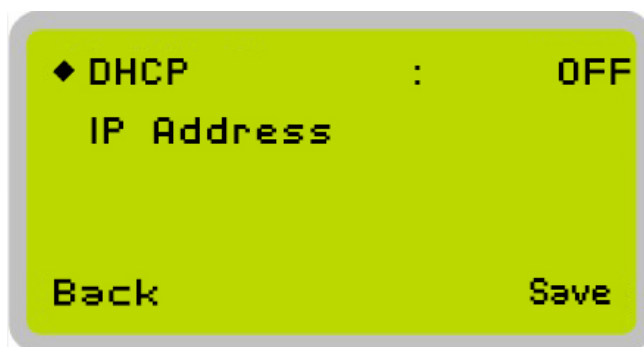 ◆ DHCP : OFF
IP Address
Back Save